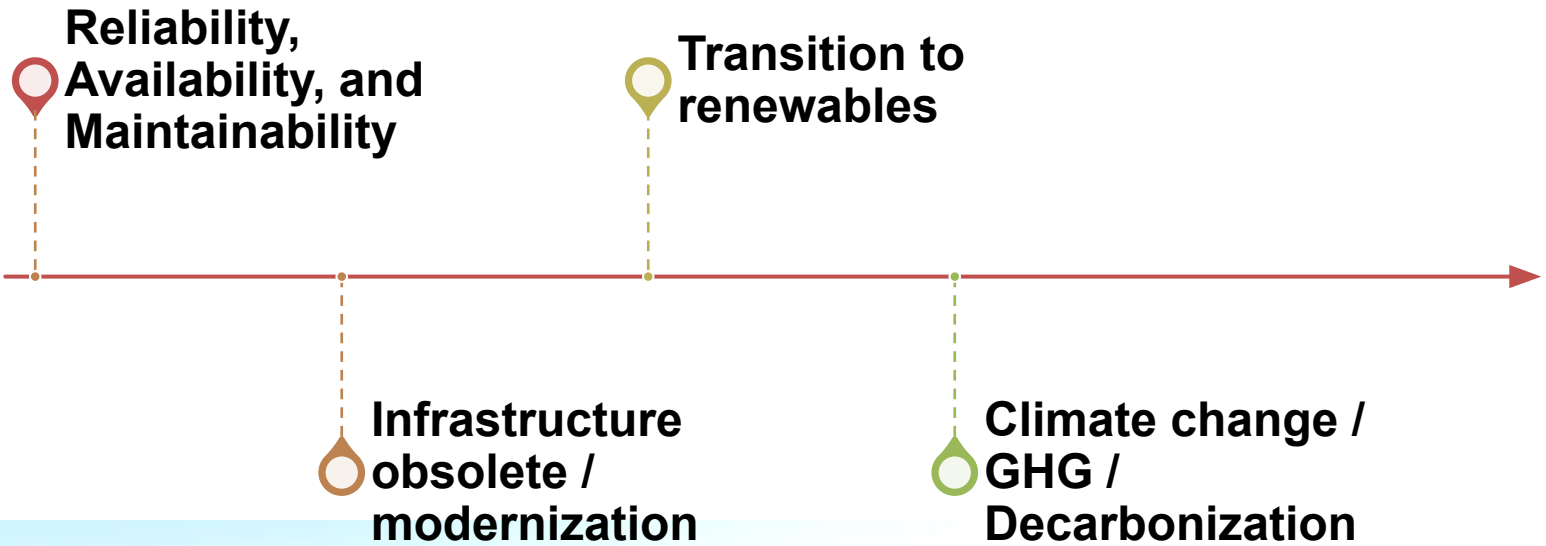 Reliability,
Availability, and
Maintainability
Infrastructure
obsolete /
modernization
Transition to
renewables
Climate change /
GHG /
Decarbonization